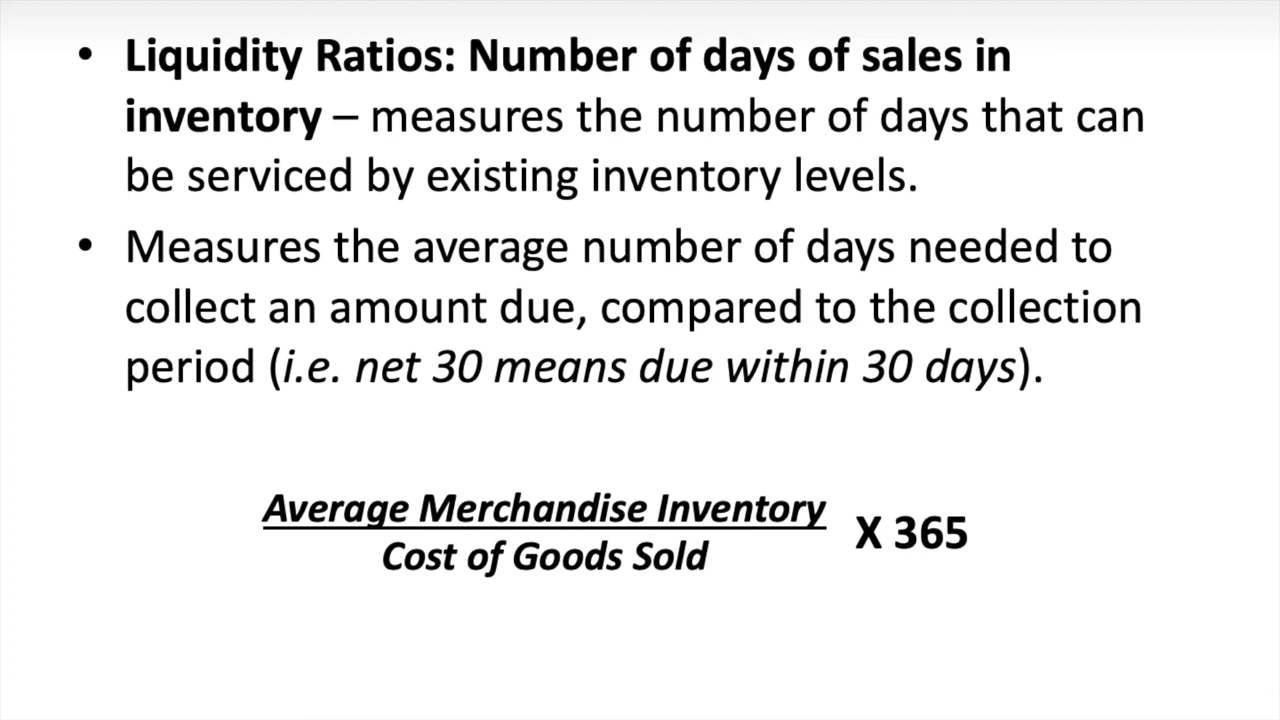 • Liquidity Ratios: Number of days of sales in
inventory – measures the number of days that can
be serviced by existing inventory levels.
• Measures the average number of days needed to
collect an amount due, compared to the collection
period (i.e. net 30 means due within 30 days).
Average Merchandise Inventory
Cost of Goods Sold
X 365